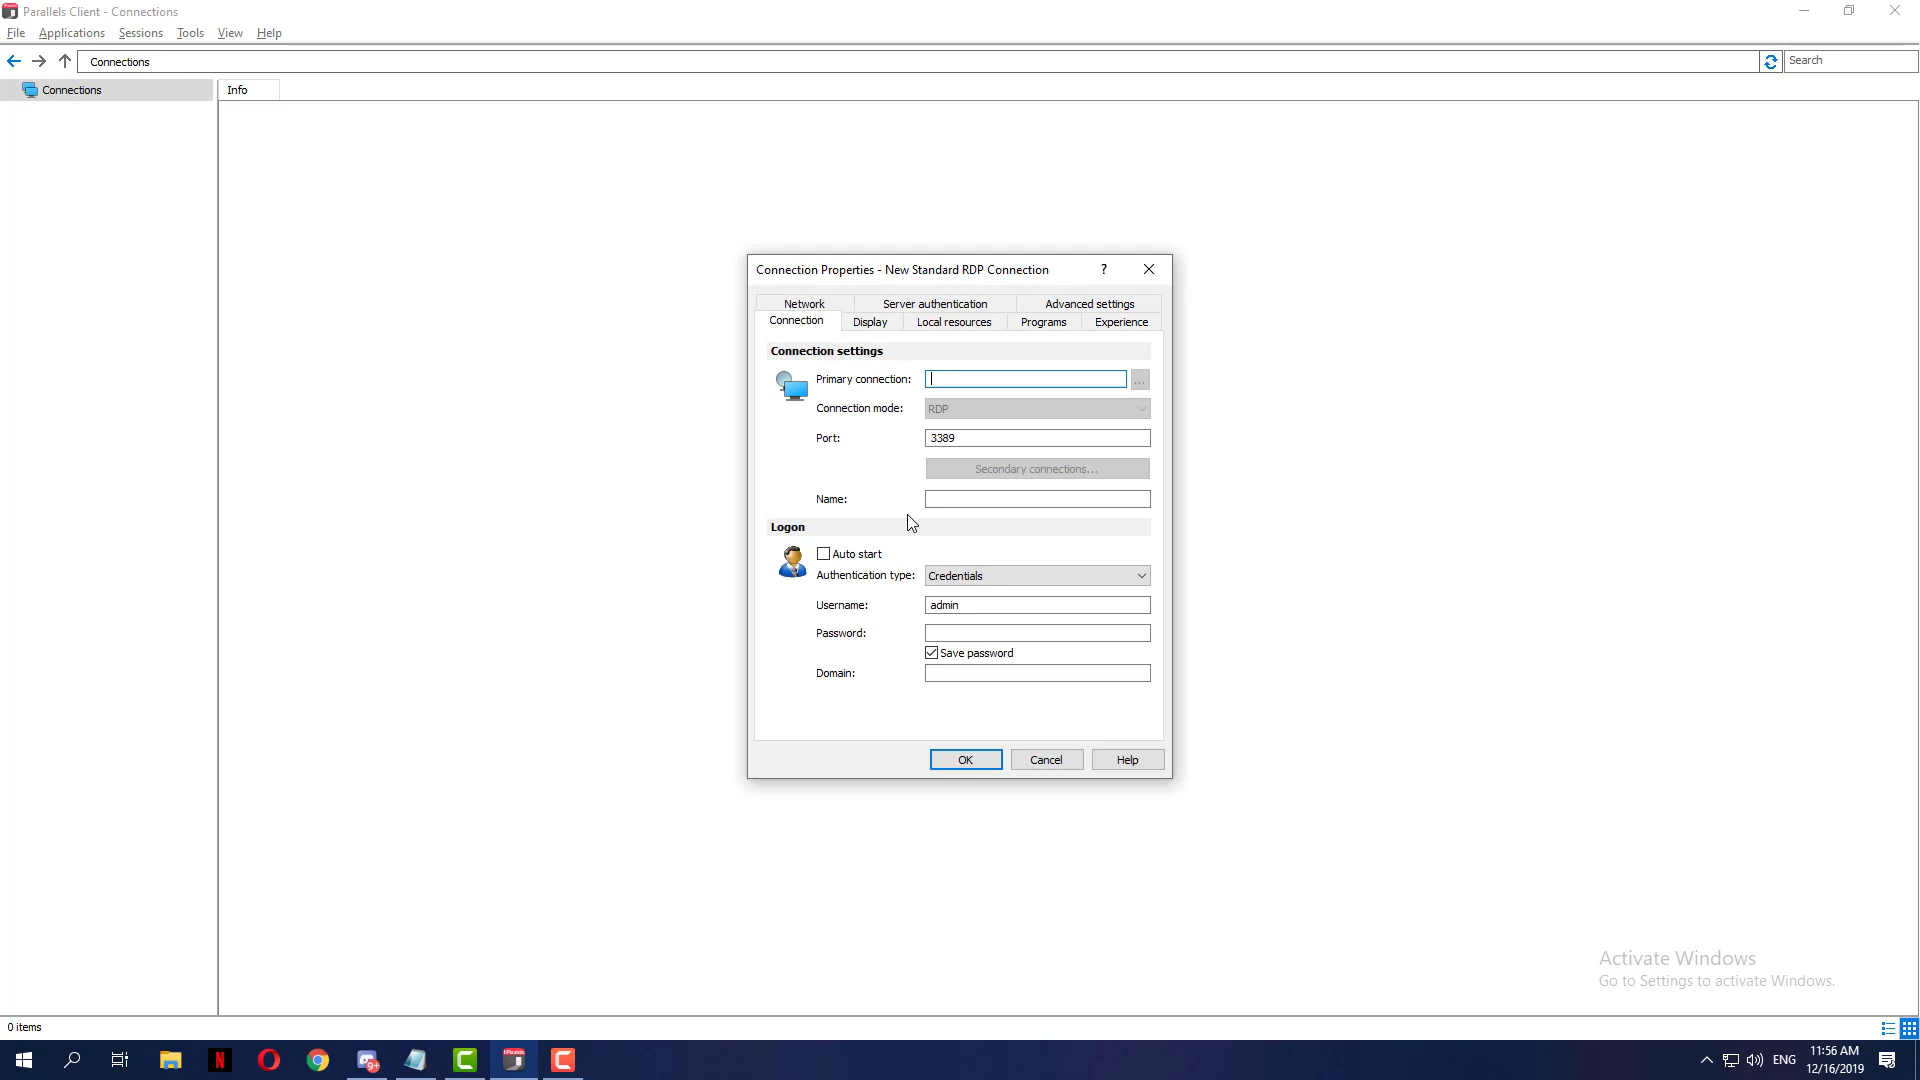 Parallels Client - Connections
File Applications Sessions Tools View Help
Connections
Search
Connections
Info
Connection Properties - New Standard RDP Connection ?
Network Server authentication Advanced settings
Connection Display Local resources Programs Experience
Connection settings
Primary connection: ...
Connection mode: RDP
Port: 3389
Secondary connections...
Name:
Logon
Auto start
Authentication type: Credentials
Username: admin
Password:
Save password
Domain:
OK Cancel Help
Activate Windows
Go to Settings to activate Windows.
0 items
N 9+ C Parallels C ENG 11:56 AM
12/16/2019